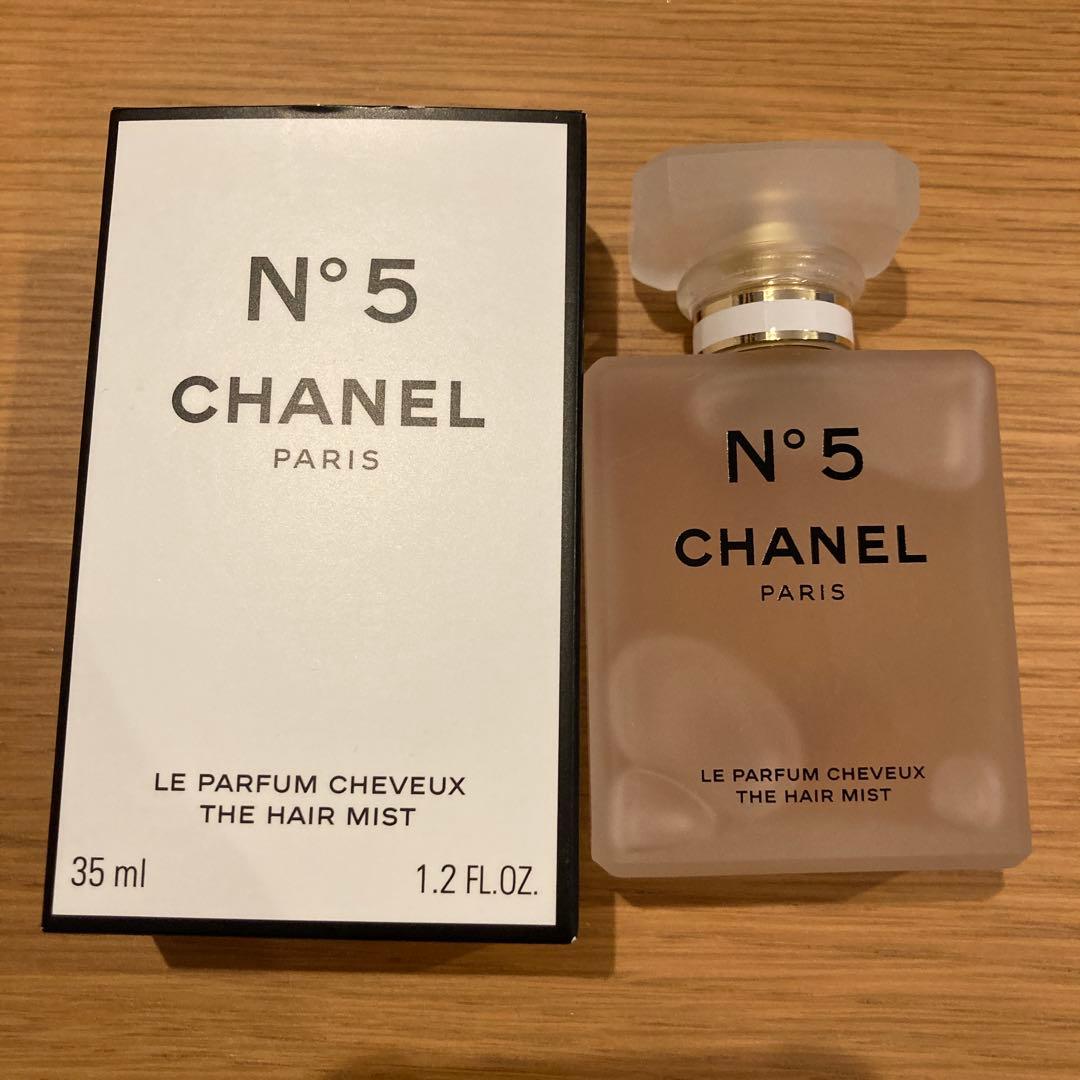 N°5
CHANEL
PARIS
LE PARFUM CHEVEUX
THE HAIR MIST
35 ml
1.2 FL.OZ.
N°5
CHANEL
PARIS
LE PARFUM CHEVEUX
THE HAIR MIST